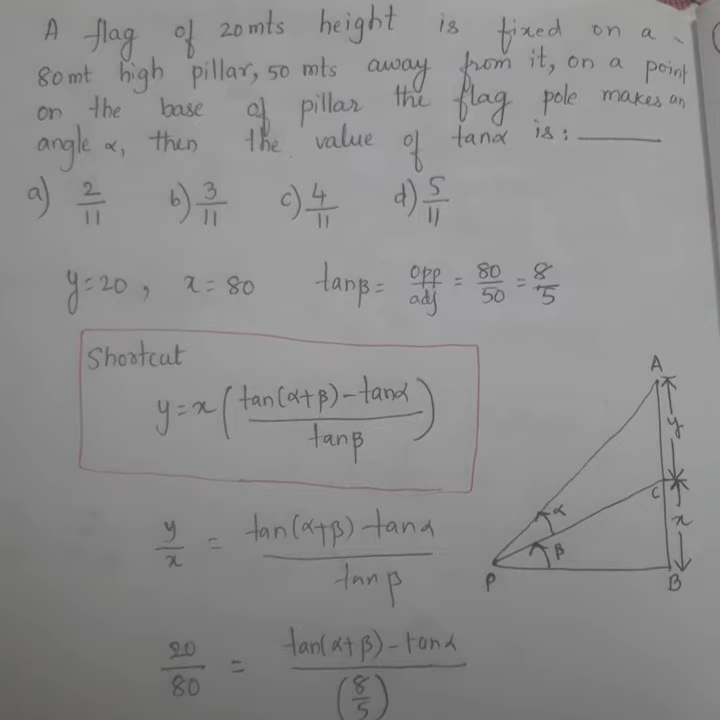 A flag of 20mts height is fixed on a
80mt high pillar, 50 mts away from it, on a point
on the base of pillar the flag pole makes an
angle α, then the value of tanα is: ______
a) 2/11 b) 3/11 c) 4/11 d) 5/11
y=20, x=80 tanβ = opp/adj = 80/50 = 8/5
Shortcut
y = x ( (tan(α+β) - tanα) / tanβ )
y/x = (tan(α+β) - tanα) / tanβ
20/80 = (tan(α+β) - tanα) / (8/5)
A
y
C
α
x
β
P
B